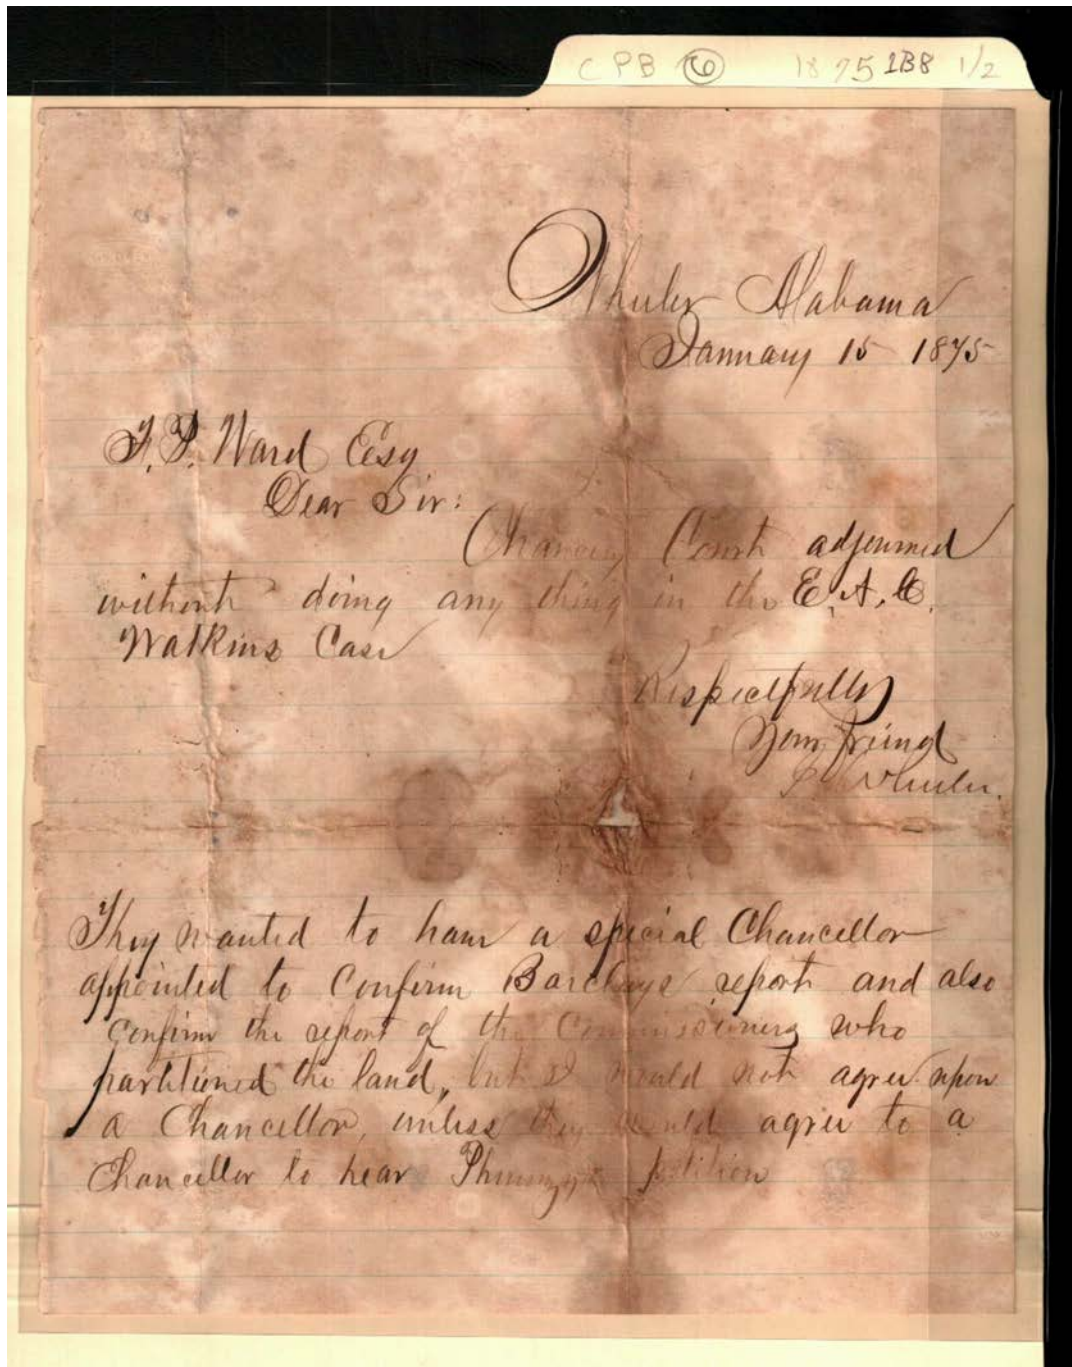 CPB 6 1875 1B8 1/2
Wheeler Alabama
January 15 1875
Ward Esq
Dear Sir:
Chancery Court adjourned
without doing any thing in the E. A. C.
Watkins Case
Respectfully
Your friend
Wheeler.
They wanted to have a special Chancellor
appointed to Confirm Barclays report and also
Confirm the report of the Commissioners who
partitioned the land, but I would not agree upon
a Chancellor, unless they would agree to a
Chancellor to hear petition